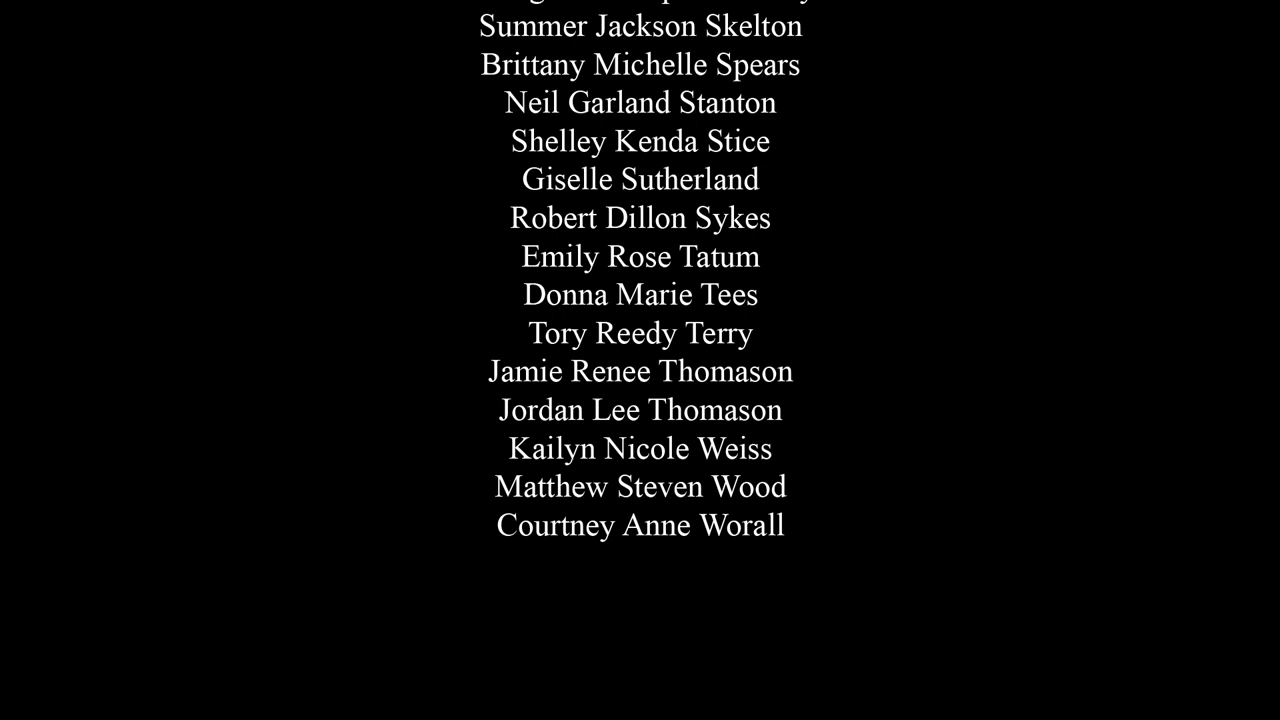 Summer Jackson Skelton
Brittany Michelle Spears
Neil Garland Stanton
Shelley Kenda Stice
Giselle Sutherland
Robert Dillon Sykes
Emily Rose Tatum
Donna Marie Tees
Tory Reedy Terry
Jamie Renee Thomason
Jordan Lee Thomason
Kailyn Nicole Weiss
Matthew Steven Wood
Courtney Anne Worall